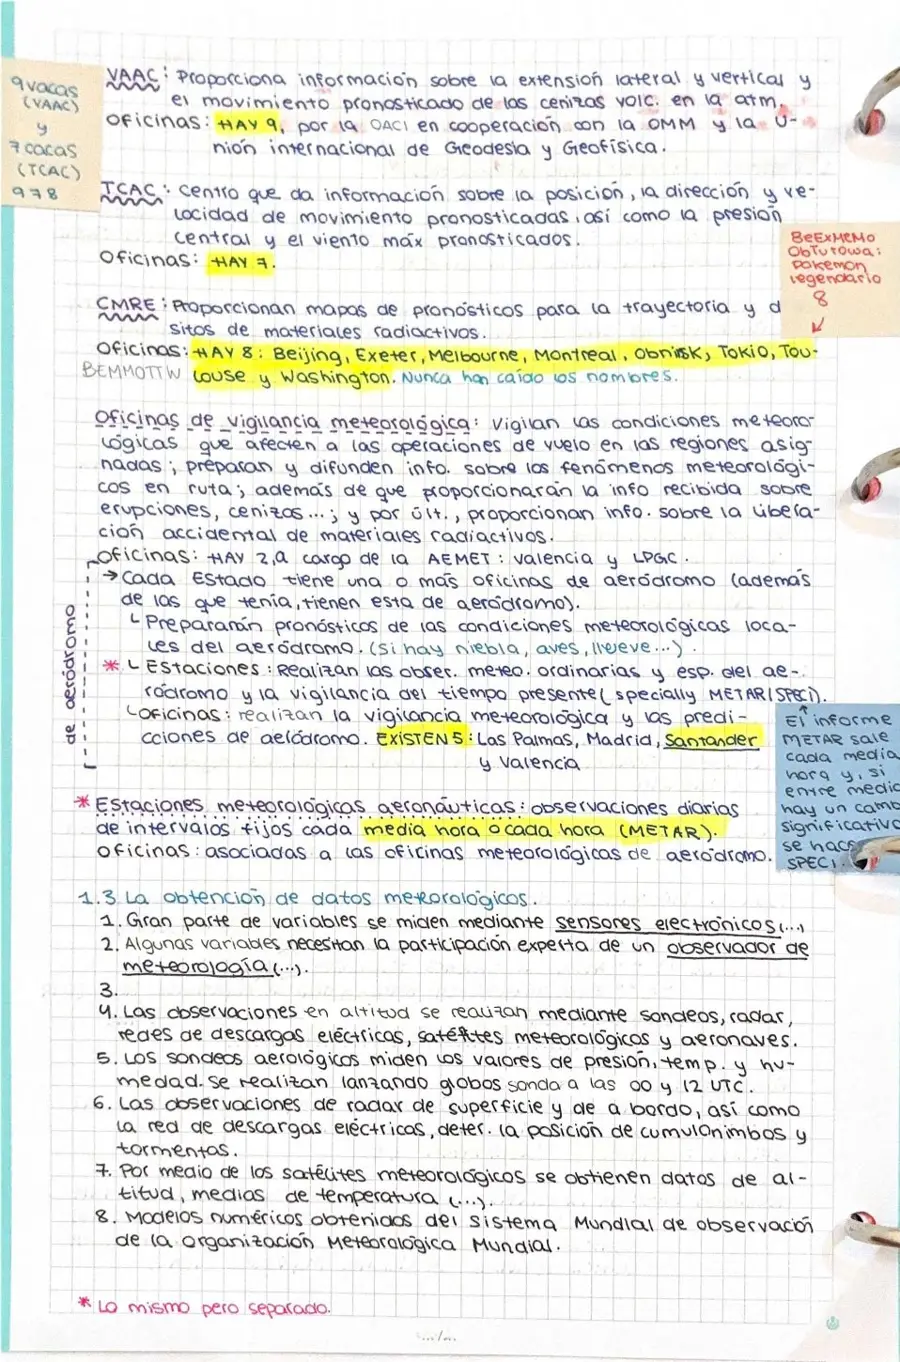 9 vacas
(VAAC)
y
7 cacas
(TCAC)
978
VAAC: Proporciona información sobre la extensión lateral y vertical y
el movimiento pronosticado de las cenizas volc. en la atm.
Oficinas: HAY 9, por la OACI en cooperación con la OMM y la U-
nión internacional de Geodesia y Geofísica.
TCAC: Centro que da información sobre la posición, la dirección y ve-
locidad de movimiento pronosticadas, así como la presión
central y el viento máx pronosticados.
Oficinas: HAY 7.
BeExMeMo
ObTuTowa:
pokemon
legendario
8
CMRE: Proporcionan mapas de pronósticos para la trayectoria y d
sitos de materiales radiactivos.
Oficinas: HAY 8: Beijing, Exeter, Melbourne, Montreal, Obninsk, Tokio, Tou-
BEMMOTTW louse y Washington. Nunca han caído los nombres.
Oficinas de vigilancia meteorológica: Vigilan las condiciones meteoro-
lógicas que afecten a las operaciones de vuelo en las regiones asig-
nadas; preparan y difunden info. sobre los fenómenos meteorológi-
cos en ruta; además de que proporcionarán la info recibida sobre
erupciones, cenizas...; y por últ., proporcionan info. sobre la libera-
ción accidental de materiales radiactivos.
Oficinas: HAY 2, a cargo de la AEMET: Valencia y LPGC.
de aeródromo
→ Cada Estado tiene una o más oficinas de aeródromo (además
de las que tenía, tienen esta de aeródromo).
└ Prepararán pronósticos de las condiciones meteorológicas loca-
les del aeródromo. (Si hay niebla, aves, llueve...).
* └ Estaciones: Realizan las obser. meteo. ordinarias y esp. del ae-
ródromo y la vigilancia del tiempo presente (specially METAR|SPECI).
└ Oficinas: realizan la vigilancia meteorológica y las predi-
cciones de aeródromo. EXISTEN 5: Las Palmas, Madrid, Santander
y Valencia
El informe
METAR sale
cada media
hora y, si
entre medio
hay un camb
significativo
se hace
SPECI.
* Estaciones meteorológicas aeronáuticas: observaciones diarias
de intervalos fijos cada media hora o cada hora (METAR).
Oficinas: asociadas a las oficinas meteorológicas de aeródromo.
1.3 La obtención de datos meteorológicos.
1. Gran parte de variables se miden mediante sensores electrónicos (...)
2. Algunas variables necesitan la participación experta de un observador de
meteorología (...).
3.
4. Las observaciones en altitud se realizan mediante sondeos, radar,
redes de descargas eléctricas, satélites meteorológicos y aeronaves.
5. Los sondeos aerológicos miden los valores de presión, temp. y hu-
medad. Se realizan lanzando globos sonda a las 00 y 12 UTC.
6. Las observaciones de radar de superficie y de a bordo, así como
la red de descargas eléctricas, deter. la posición de cumulonimbos y
tormentas.
7. Por medio de los satélites meteorológicos se obtienen datos de al-
titud, medias de temperatura (...).
8. Modelos numéricos obtenidos del Sistema Mundial de observación
de la Organización Meteorológica Mundial.
* Lo mismo pero separado.